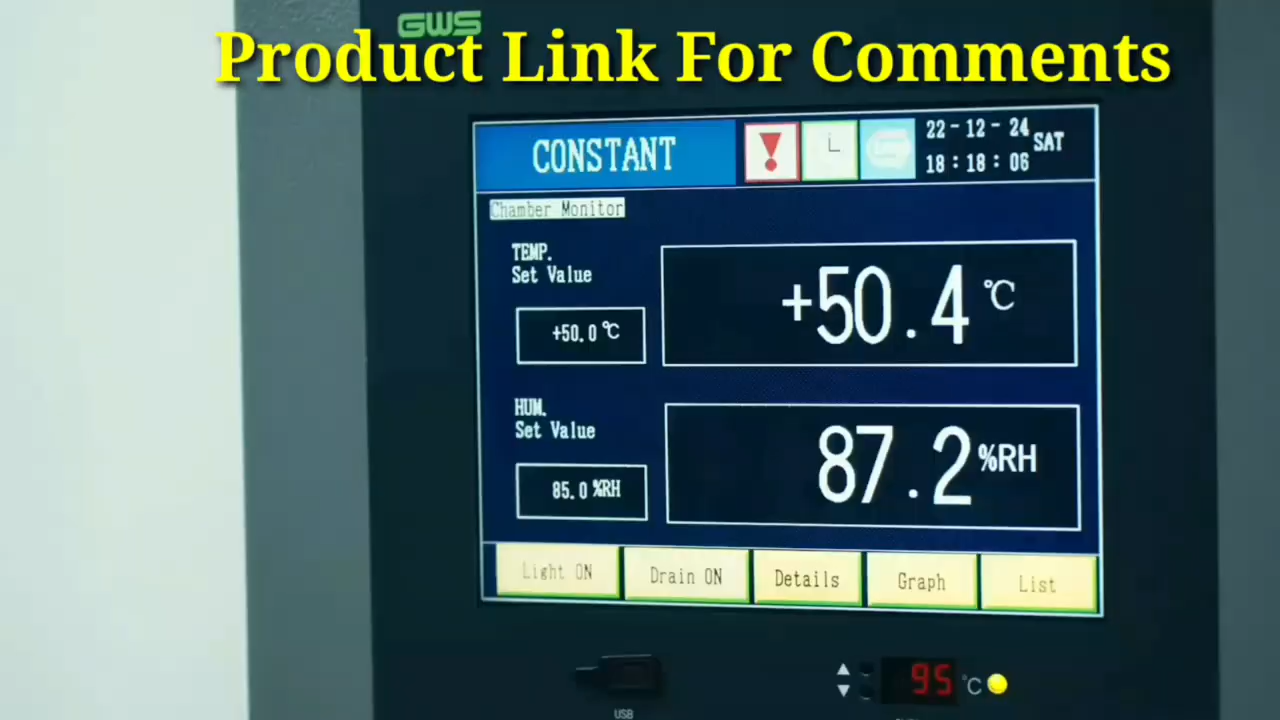 GWS
Product Link For Comments
CONSTANT
22-12-24 SAT
18:18:06
Chamber Monitor
TEMP.
Set Value
+50.0 ℃
+50.4 ℃
HUM.
Set Value
85.0 %RH
87.2 %RH
Light ON
Drain ON
Details
Graph
List
95 ℃
USB